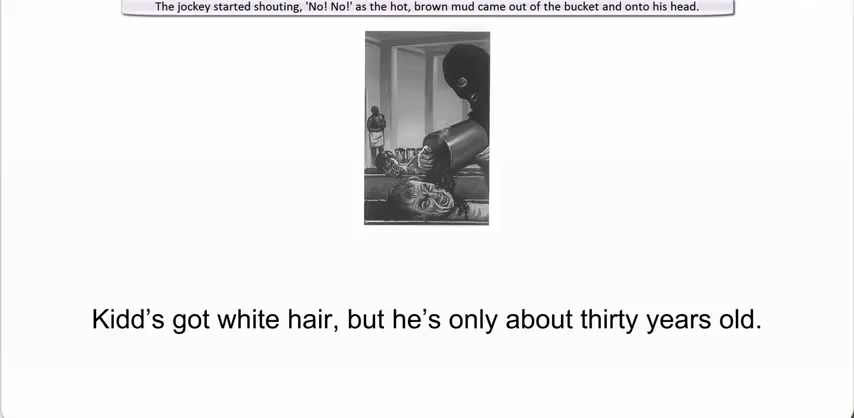 The jockey started shouting, 'No! No!' as the hot, brown mud came out of the bucket and onto his head.
Kidd’s got white hair, but he’s only about thirty years old.